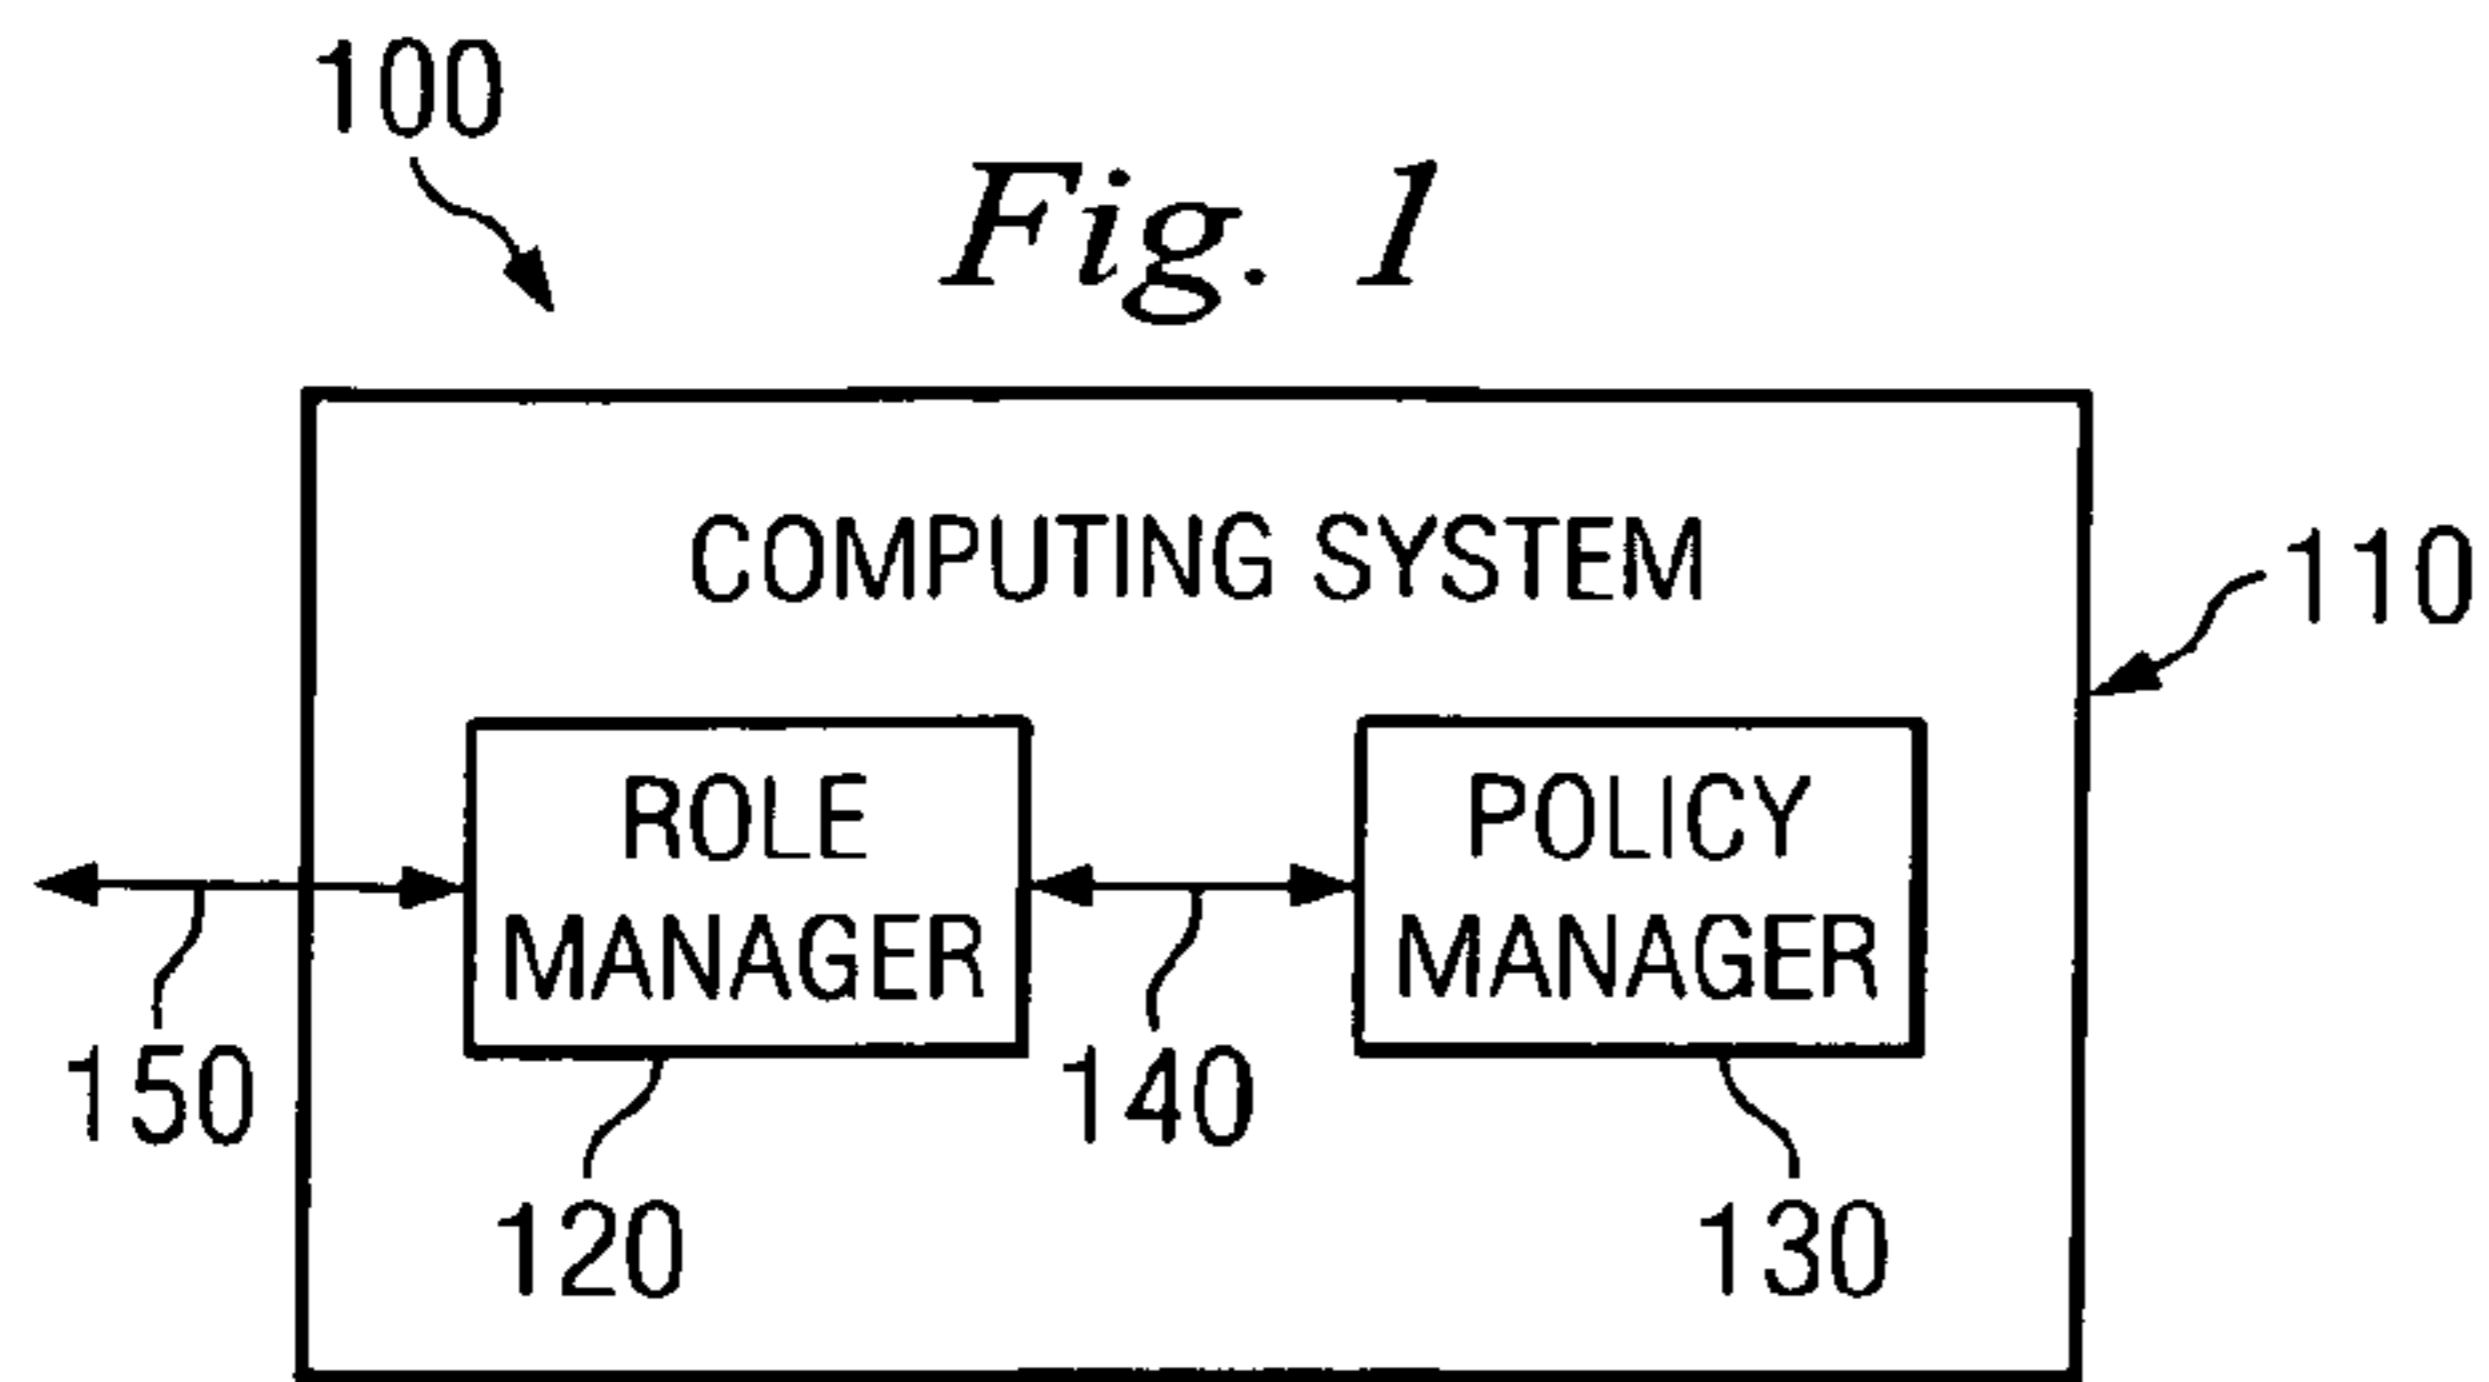 100
Fig. 1
COMPUTING SYSTEM
110
ROLE
MANAGER
POLICY
MANAGER
150
140
120
130